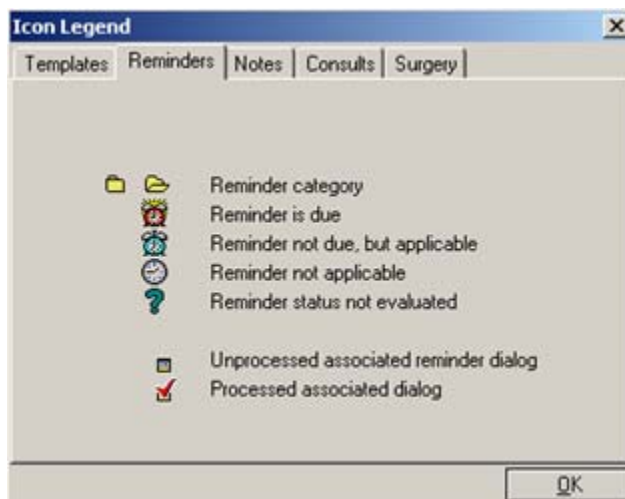 Icon Legend
Templates Reminders Notes Consults Surgery
Reminder category
Reminder is due
Reminder not due, but applicable
Reminder not applicable
Reminder status not evaluated
Unprocessed associated reminder dialog
Processed associated dialog
OK